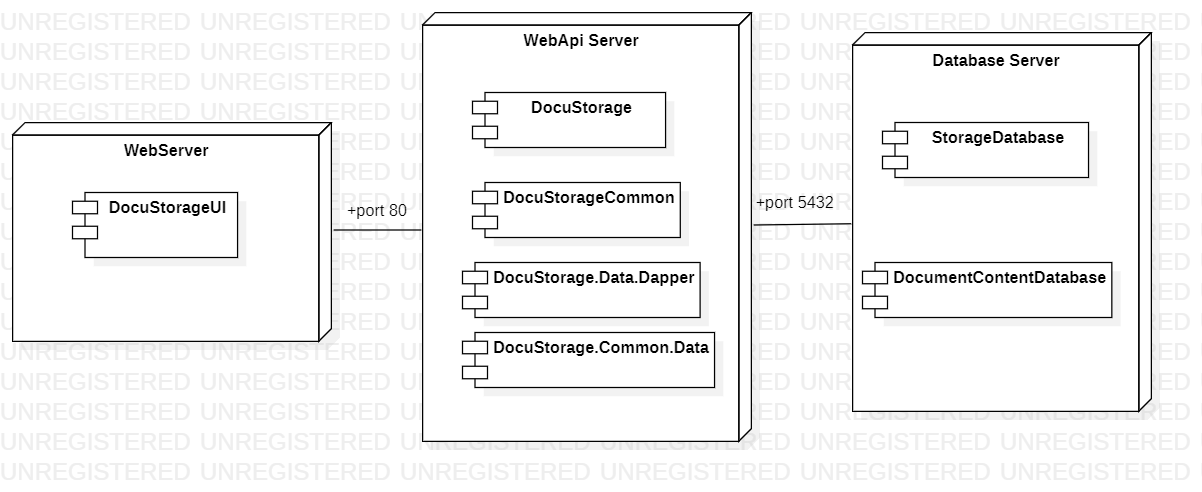 WebServer
DocuStorageUI
+port 80
WebApi Server
DocuStorage
DocuStorageCommon
DocuStorage.Data.Dapper
DocuStorage.Common.Data
+port 5432
Database Server
StorageDatabase
DocumentContentDatabase
UNREGISTERED UNREGISTERED UNREGISTERED UNREGISTERED UNREGISTERED UNREGISTERED